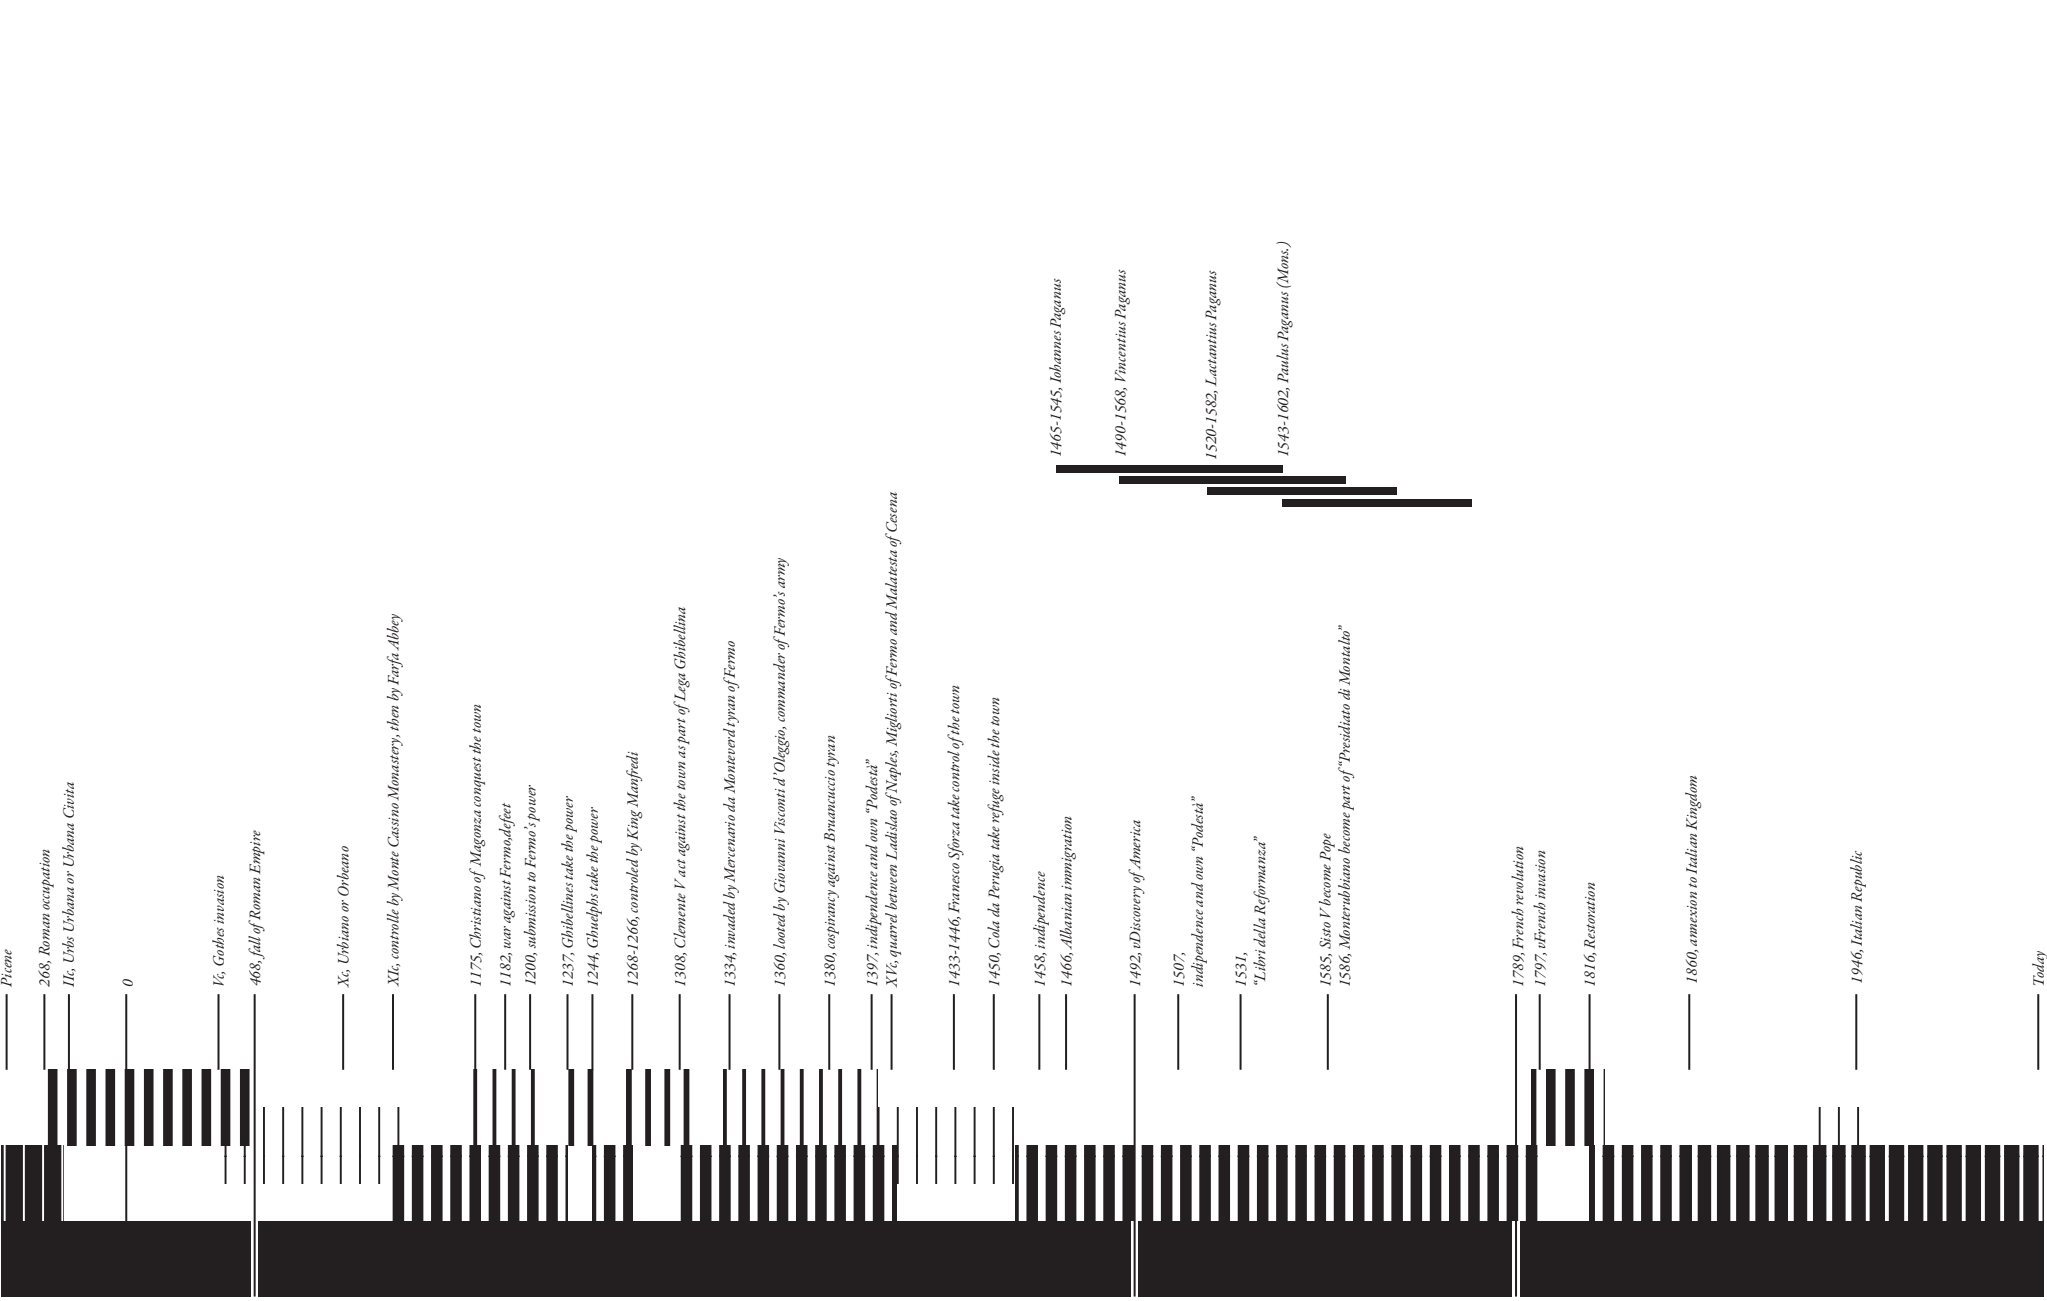 1465-1545, Iohannes Paganus
1490-1568, Vincentius Paganus
1520-1582, Lactantius Paganus
1543-1602, Paulus Paganus (Mons.)
Picene
268, Roman occupation
IIc, Urbs Urbana or Urbana Civita
0
Vc, Gothes invasion
468, fall of Roman Empire
Xc, Urbiano or Orbeano
XIc, controlle by Monte Cassino Monastery, then by Farfa Abbey
1175, Christiano of Magonza conquest the town
1182, war against Fermo,defeet
1200, submission to Fermo's power
1237, Ghibellines take the power
1244, Ghuelphs take the power
1268-1266, controled by King Manfredi
1308, Clemente V act against the town as part of Lega Ghibellina
1334, invaded by Mercenario da Monteverd tyran of Fermo
1360, looted by Giovanni Visconti d'Oleggio, commander of Fermo's army
1380, cospirancy against Bruancuccio tyran
1397, indipendence and own “Podestà”
XVc, quarrel between Ladislao of Naples, Migliorti of Fermo and Malatesta of Cesena
1433-1446, Franesco Sforza take control of the town
1450, Cola da Perugia take refuge inside the town
1458, indipendence
1466, Albanian immigration
1492, vDiscovery of America
1507,
indipendence and own “Podestà”
1531,
“Libri della Reformanza”
1585, Sisto V become Pope
1586, Monterubbiano become part of “Presidiato di Montalto”
1789, French revolution
1797, vFrench invasion
1816, Restoration
1860, annexion to Italian Kingdom
1946, Italian Republic
Today